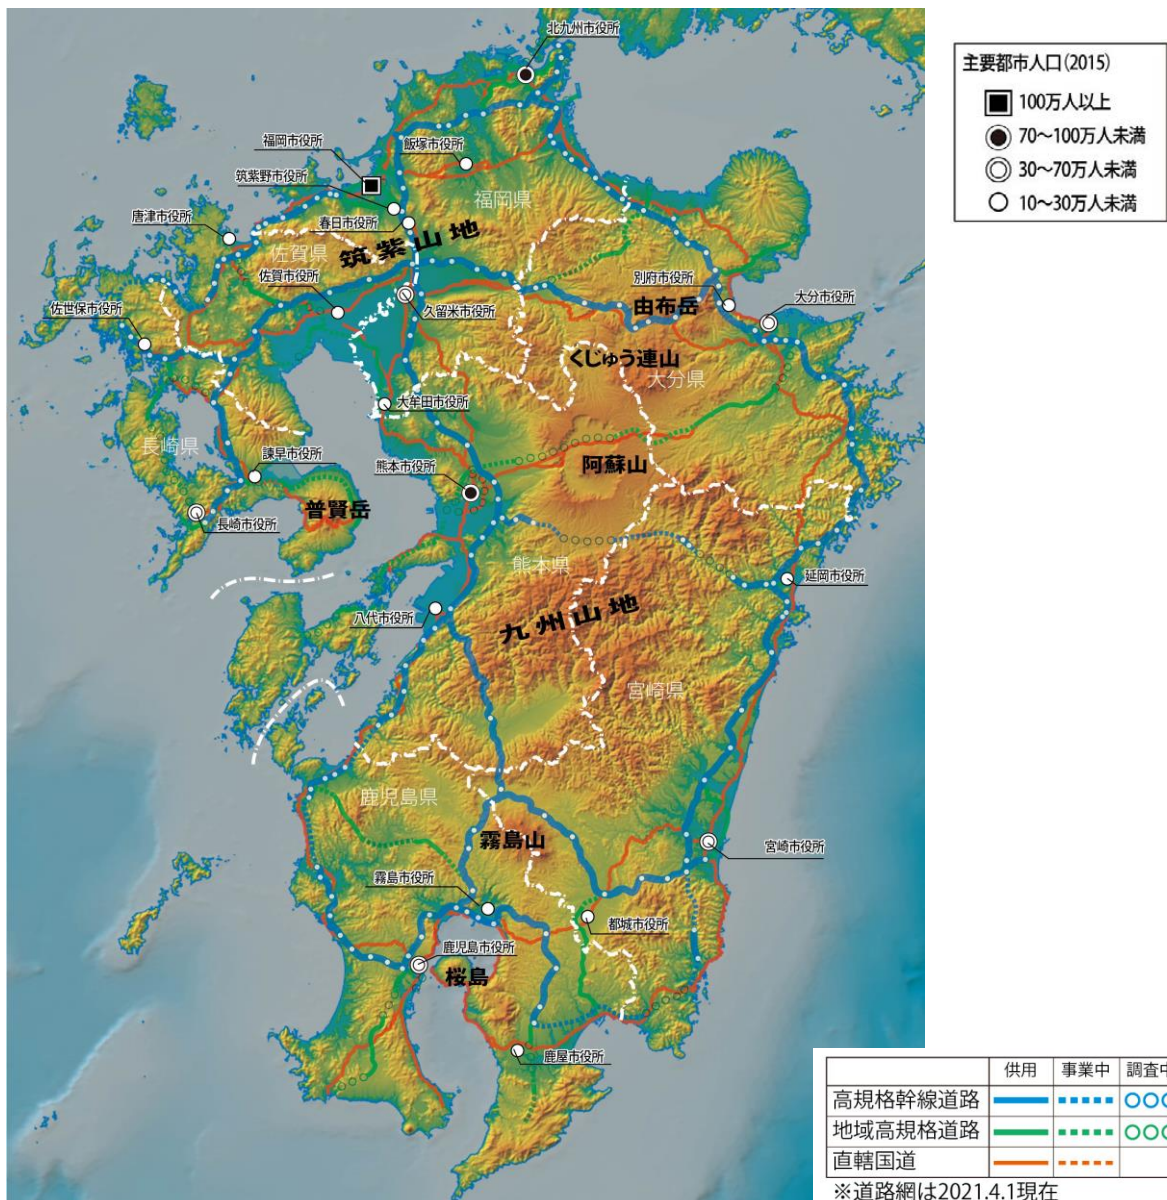 北九州市役所
福岡市役所
飯塚市役所
筑紫野市役所
福岡県
唐津市役所
春日市役所
筑紫山地
佐賀県
佐賀市役所
久留米市役所
佐世保市役所
別府市役所
大分市役所
由布岳
くじゅう連山
大分県
大牟田市役所
長崎県
諫早市役所
熊本市役所
阿蘇山
普賢岳
長崎市役所
熊本県
延岡市役所
八代市役所
九州山地
宮崎県
鹿児島県
霧島山
宮崎市役所
霧島市役所
都城市役所
鹿児島市役所
桜島
鹿屋市役所
主要都市人口(2015)
100万人以上
70~100万人未満
30~70万人未満
10~30万人未満
供用 事業中 調査中
高規格幹線道路
地域高規格道路
直轄国道
※道路網は2021.4.1現在